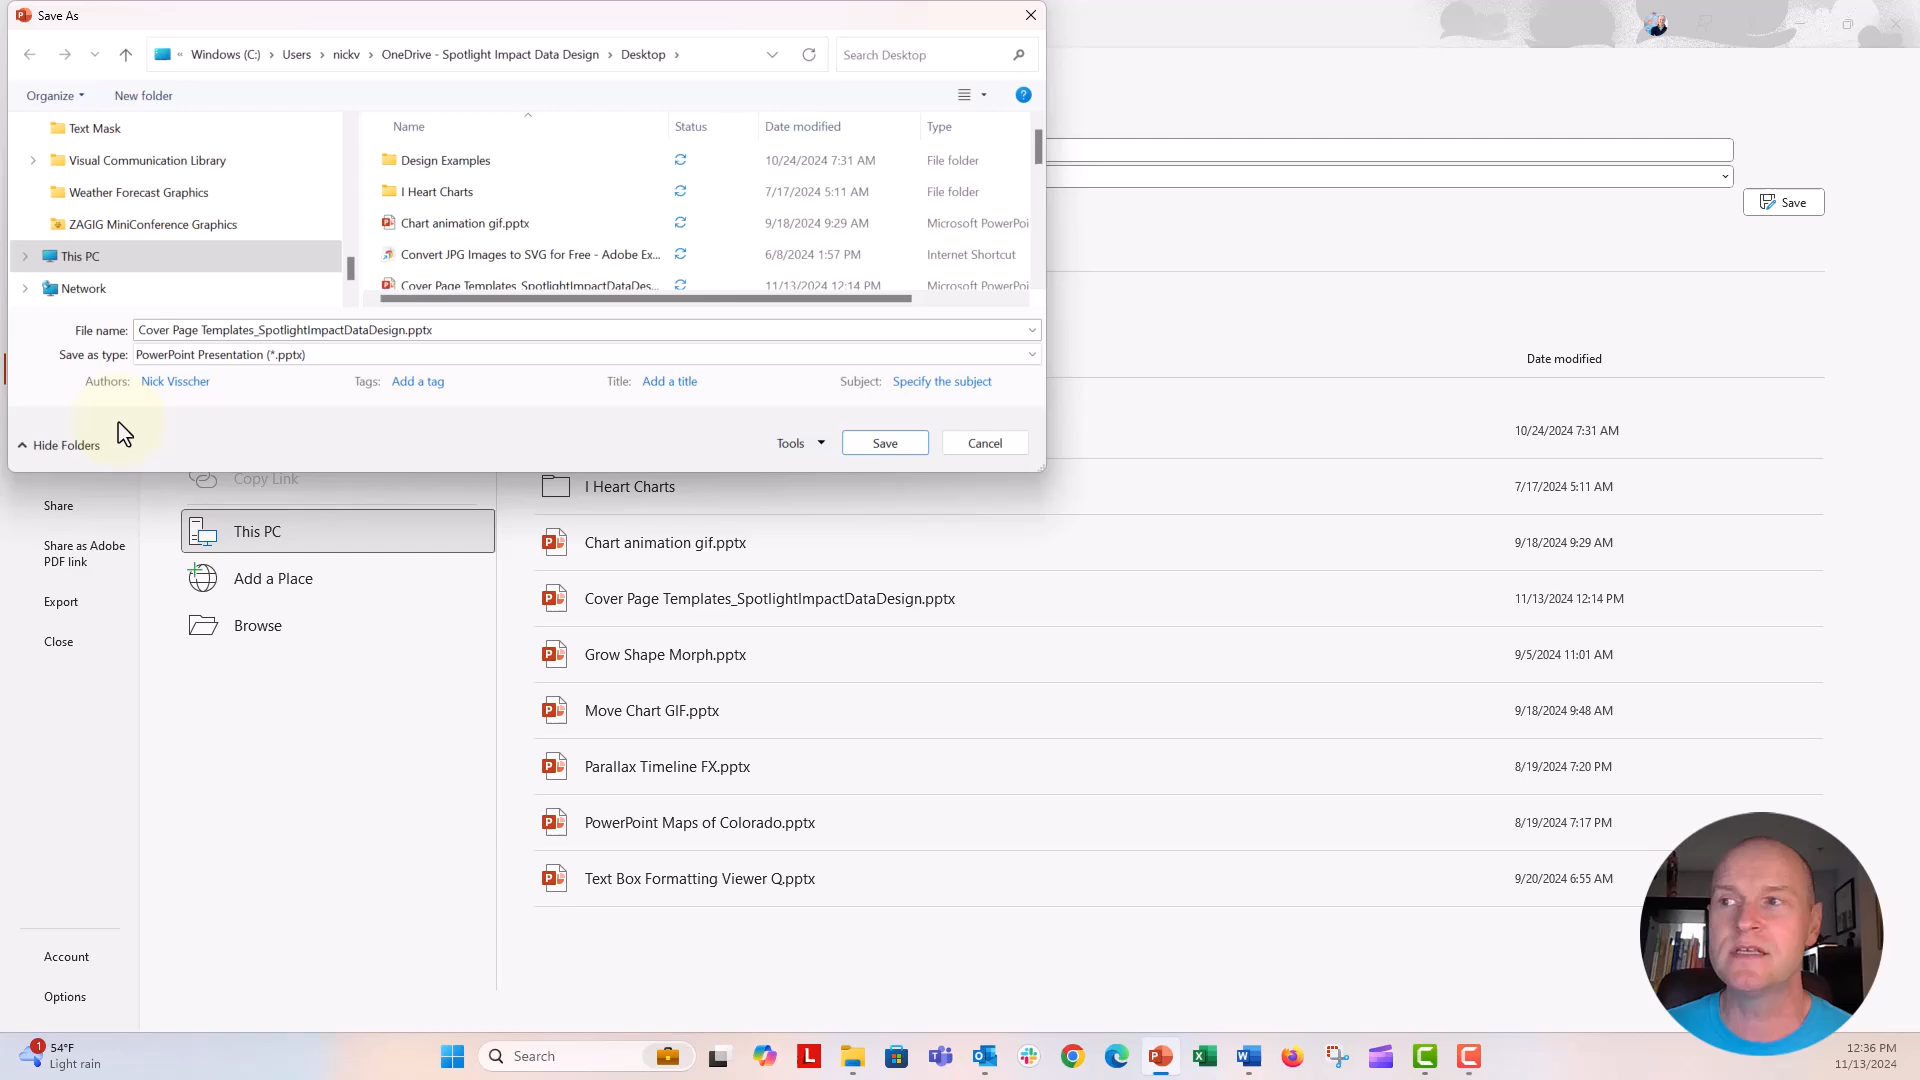 Save As
Windows (C:) Users nickv OneDrive - Spotlight Impact Data Design Desktop
Search Desktop
Organize New folder
Text Mask
Visual Communication Library
Weather Forecast Graphics
ZAGIG MiniConference Graphics
This PC
Network
Name Status Date modified Type
Design Examples 10/24/2024 7:31 AM File folder
I Heart Charts 7/17/2024 5:11 AM File folder
Chart animation gif.pptx 9/18/2024 9:29 AM Microsoft PowerPoi
Convert JPG Images to SVG for Free - Adobe Ex... 6/8/2024 1:57 PM Internet Shortcut
Cover Page Templates_SpotlightImpactDataDes... 11/13/2024 12:14 PM Microsoft PowerPoi
File name: Cover Page Templates_SpotlightImpactDataDesign.pptx
Save as type: PowerPoint Presentation (*.pptx)
Authors: Nick Visscher Tags: Add a tag Title: Add a title Subject: Specify the subject
Hide Folders Tools Save Cancel
Save
Date modified
10/24/2024 7:31 AM
Copy Link
Share
Share as Adobe
PDF link
Export
Close
This PC
Add a Place
Browse
I Heart Charts 7/17/2024 5:11 AM
Chart animation gif.pptx 9/18/2024 9:29 AM
Cover Page Templates_SpotlightImpactDataDesign.pptx 11/13/2024 12:14 PM
Grow Shape Morph.pptx 9/5/2024 11:01 AM
Move Chart GIF.pptx 9/18/2024 9:48 AM
Parallax Timeline FX.pptx 8/19/2024 7:20 PM
PowerPoint Maps of Colorado.pptx 8/19/2024 7:17 PM
Text Box Formatting Viewer Q.pptx 9/20/2024 6:55 AM
Account
Options
1
54°F
Light rain
Search
12:36 PM
11/13/2024